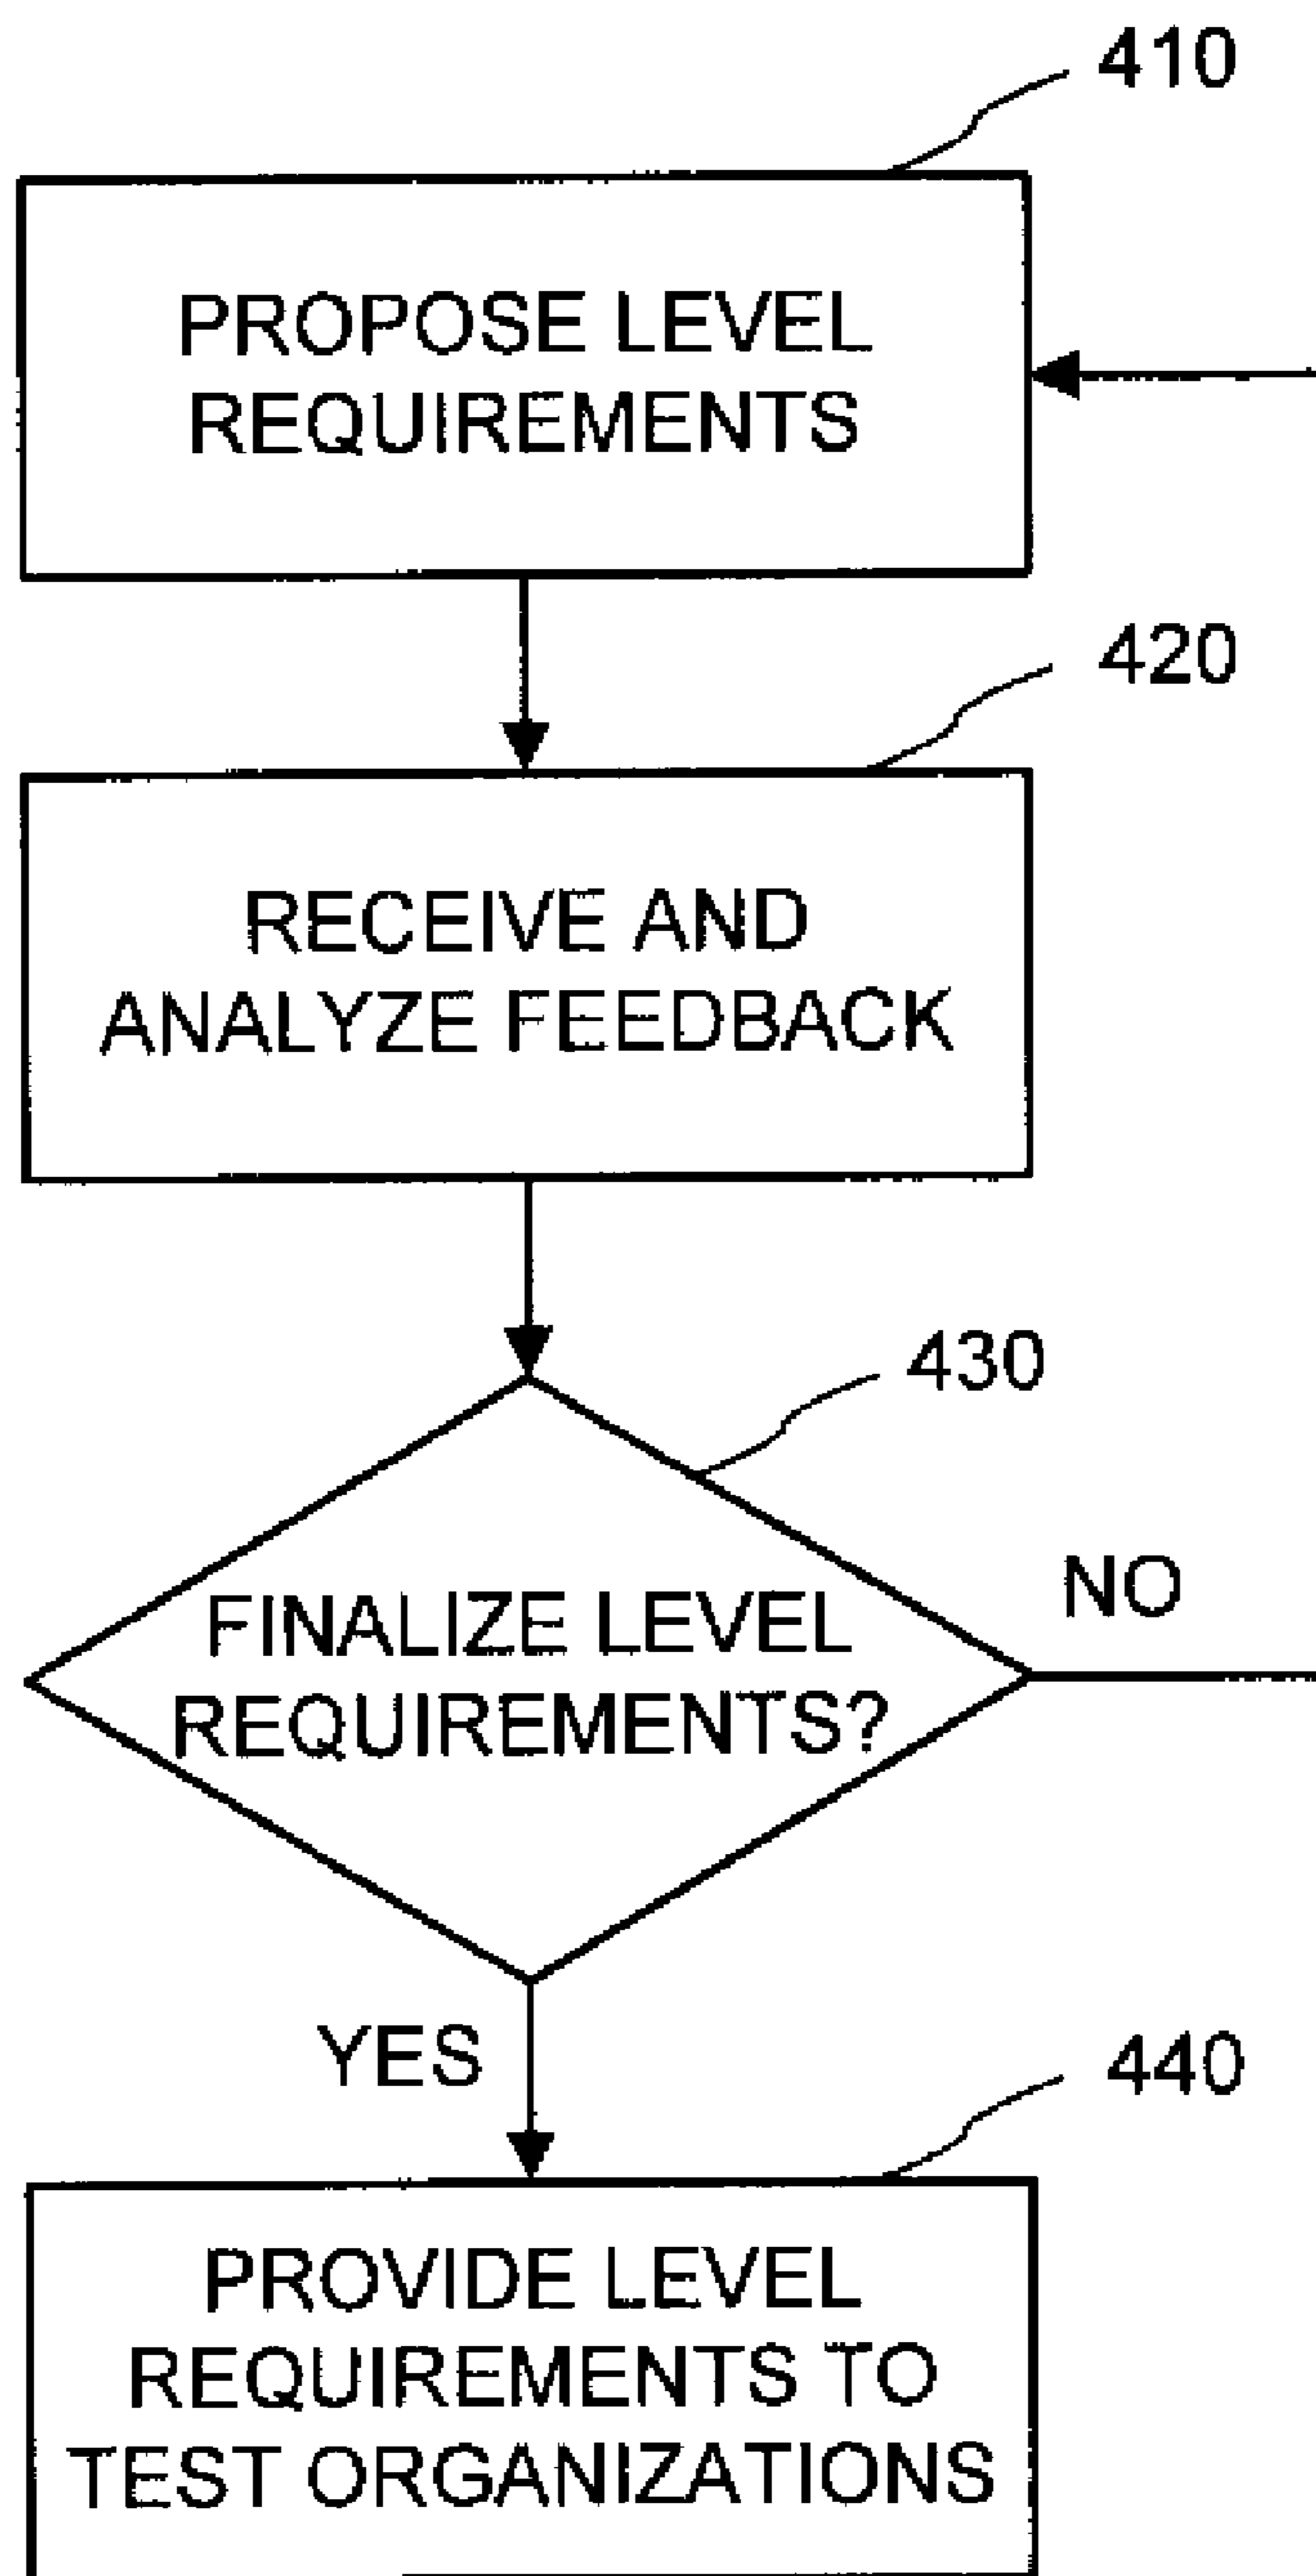 410
PROPOSE LEVEL
REQUIREMENTS
420
RECEIVE AND
ANALYZE FEEDBACK
430
FINALIZE LEVEL
REQUIREMENTS?
NO
YES
440
PROVIDE LEVEL
REQUIREMENTS TO
TEST ORGANIZATIONS